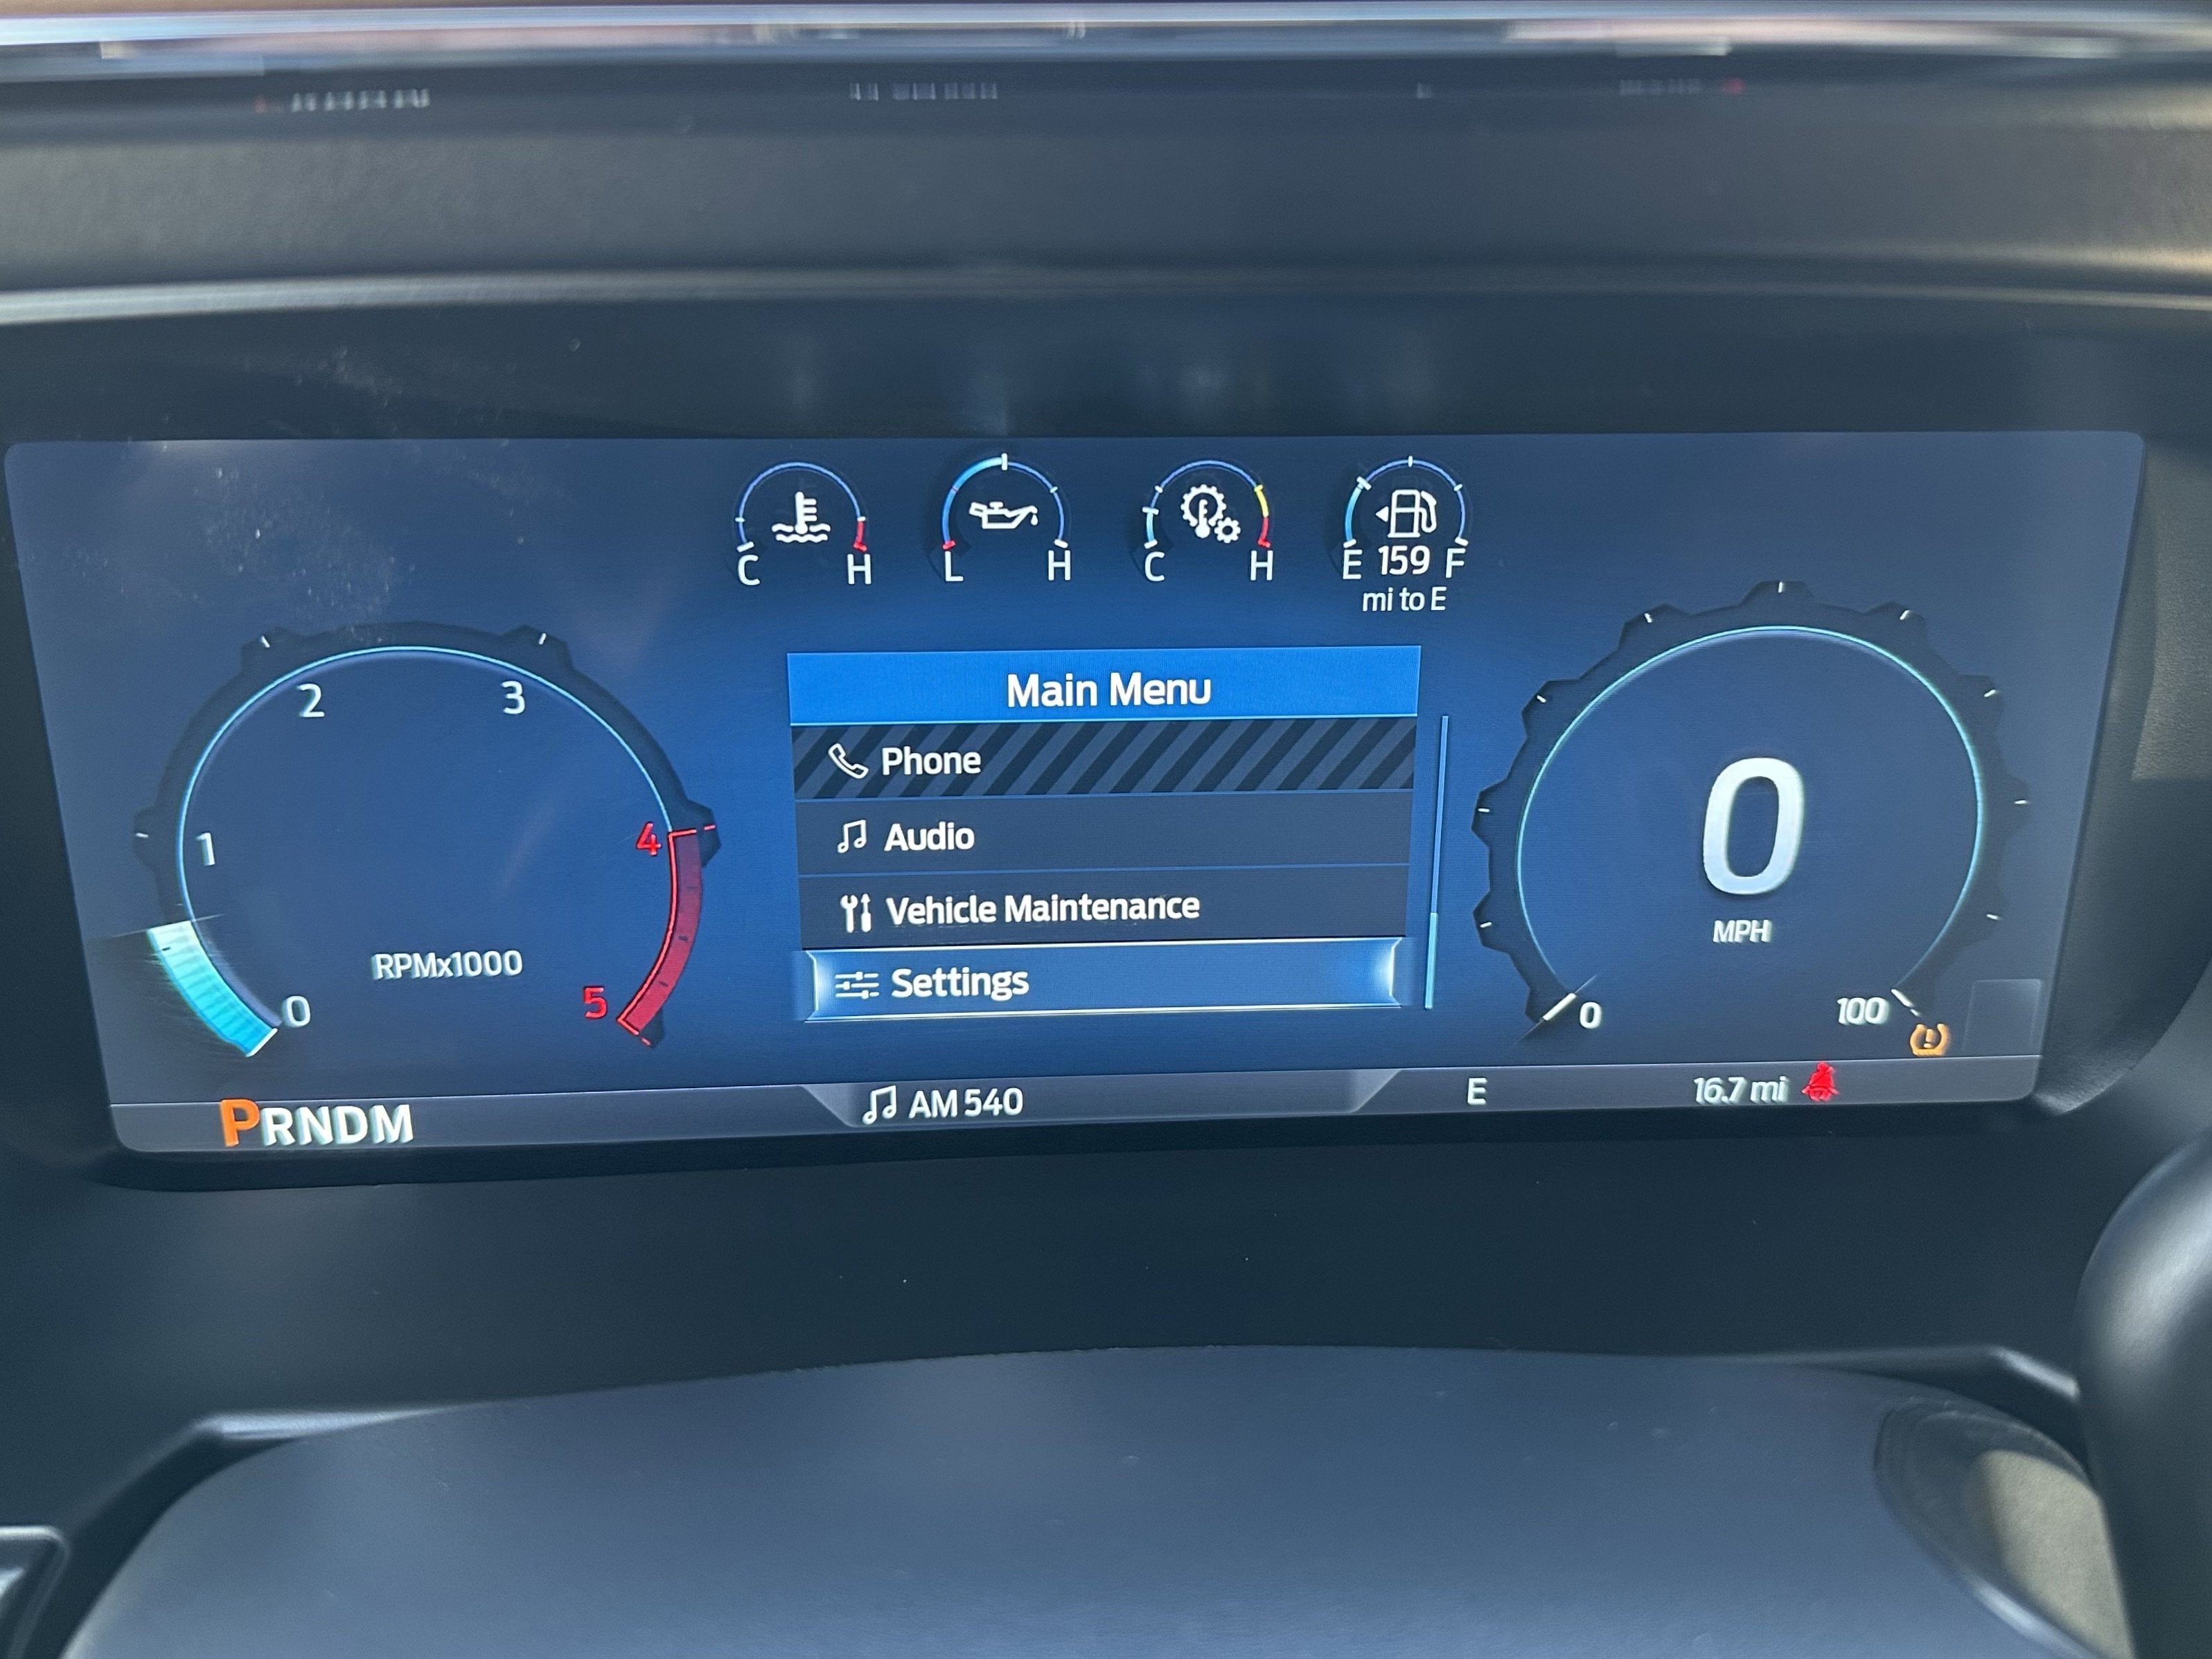 C H
L H
C H
E 159 F
mi to E
Main Menu
Phone
Audio
Vehicle Maintenance
Settings
2 3
1 4
0 5
RPMx1000
0
MPH
0 100
PRNDM
AM 540
E
16.7 mi